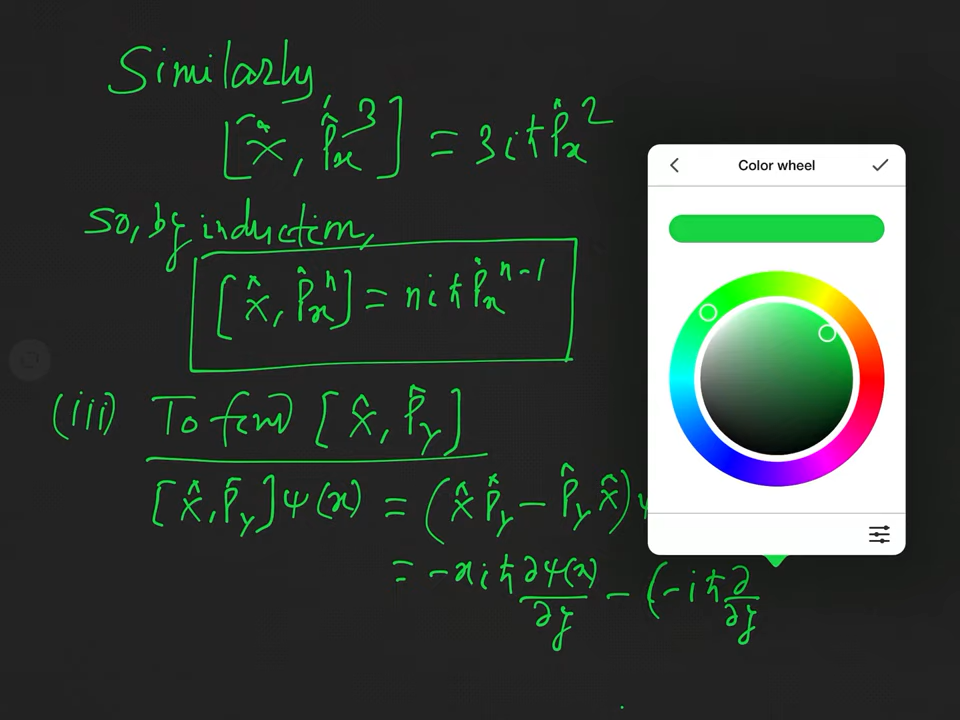 Similarly,
[x̂, p̂ₓ³] = 3iħp̂ₓ²
Color wheel
So, by induction,
[x̂, p̂ₓⁿ] = niħp̂ₓⁿ⁻¹
(iii) To find [x̂, p̂ᵧ]
[x̂, p̂ᵧ]ψ(x) = (x̂p̂ᵧ − p̂ᵧx̂)
= −xiħ ∂ψ(x)/∂y − (−iħ ∂/∂y